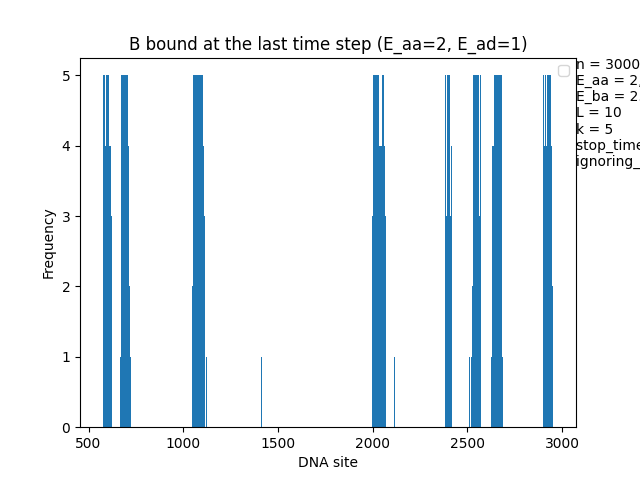 B bound at the last time step (E_aa=2, E_ad=1)
n = 3000
E_aa = 2,
E_ba = 2
L = 10
k = 5
stop_time
ignoring_
Frequency
5
4
3
2
1
0
500
1000
1500
2000
2500
3000
DNA site